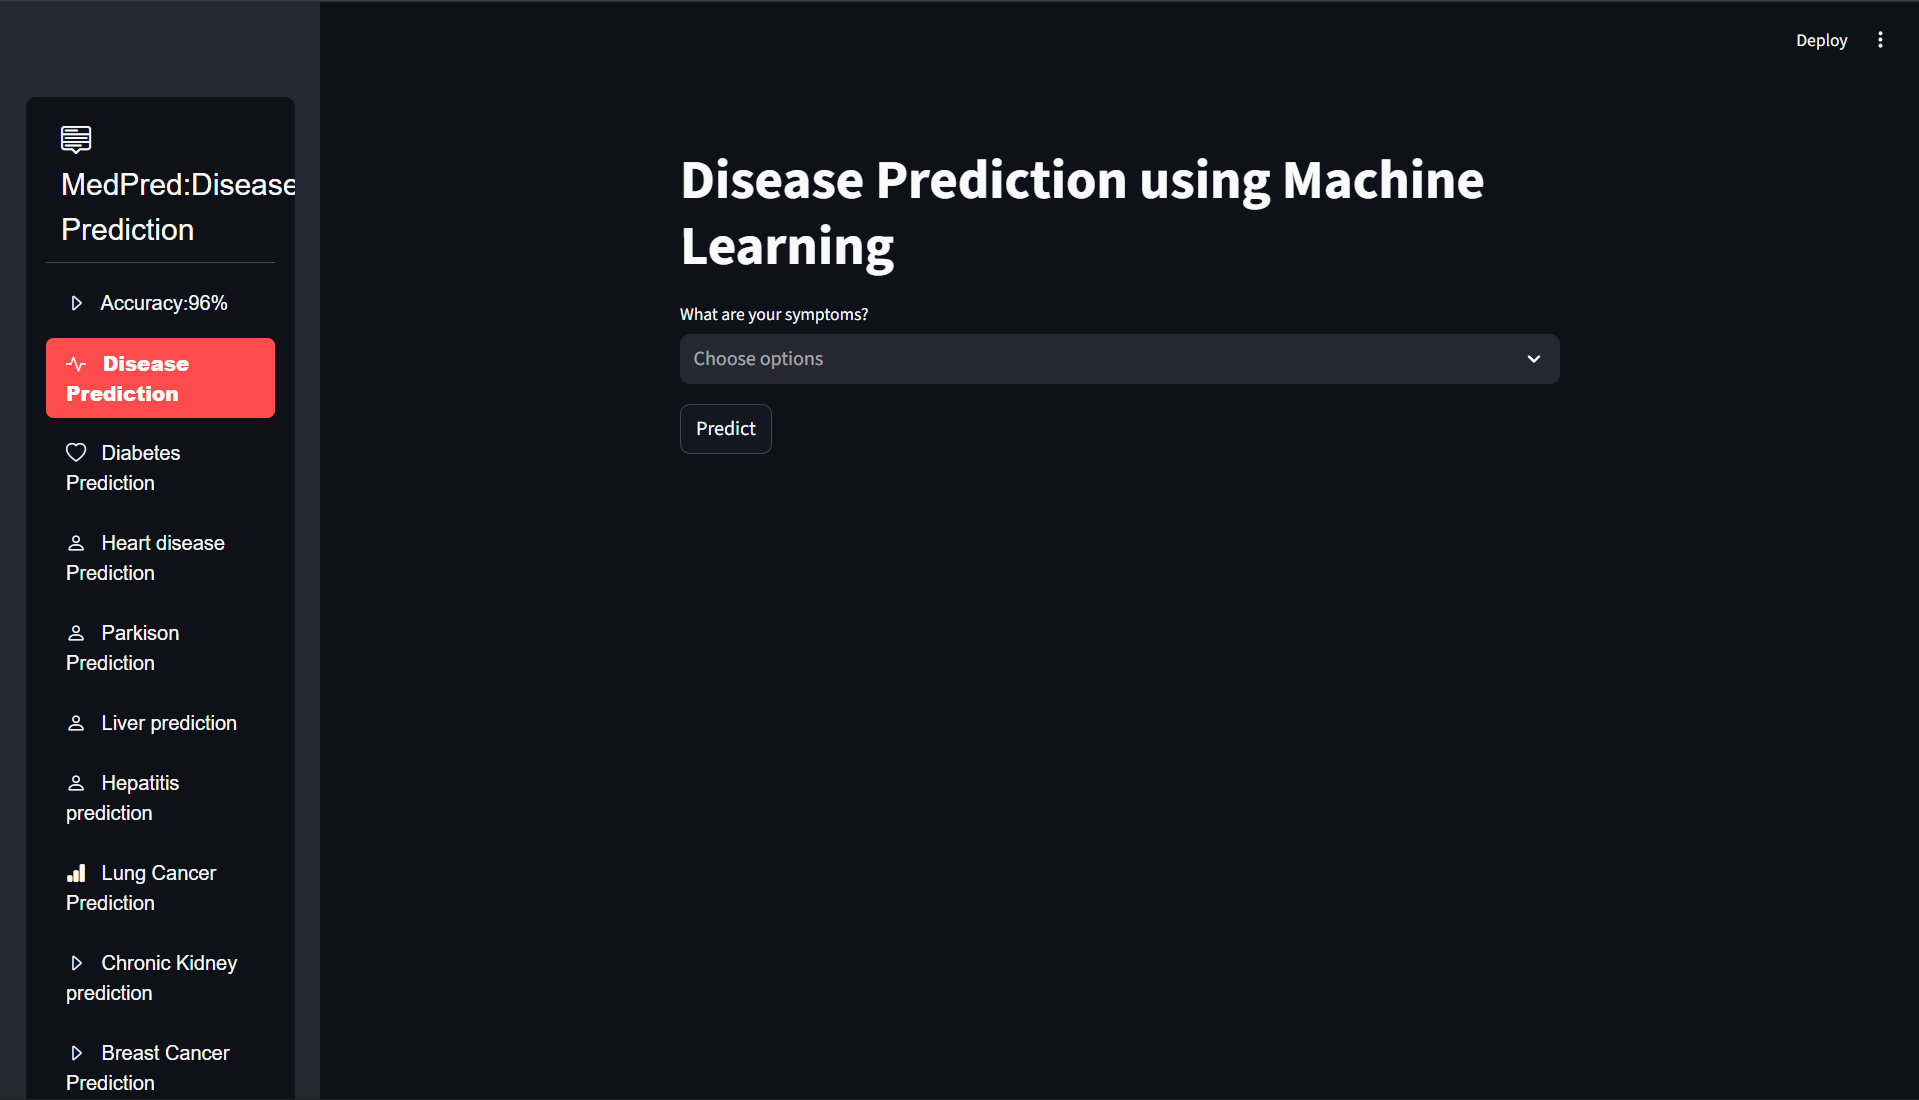 Deploy
MedPred:Disease
Prediction
Accuracy:96%
Disease
Prediction
Diabetes
Prediction
Heart disease
Prediction
Parkison
Prediction
Liver prediction
Hepatitis
prediction
Lung Cancer
Prediction
Chronic Kidney
prediction
Breast Cancer
Prediction
Disease Prediction using Machine
Learning
What are your symptoms?
Choose options
Predict